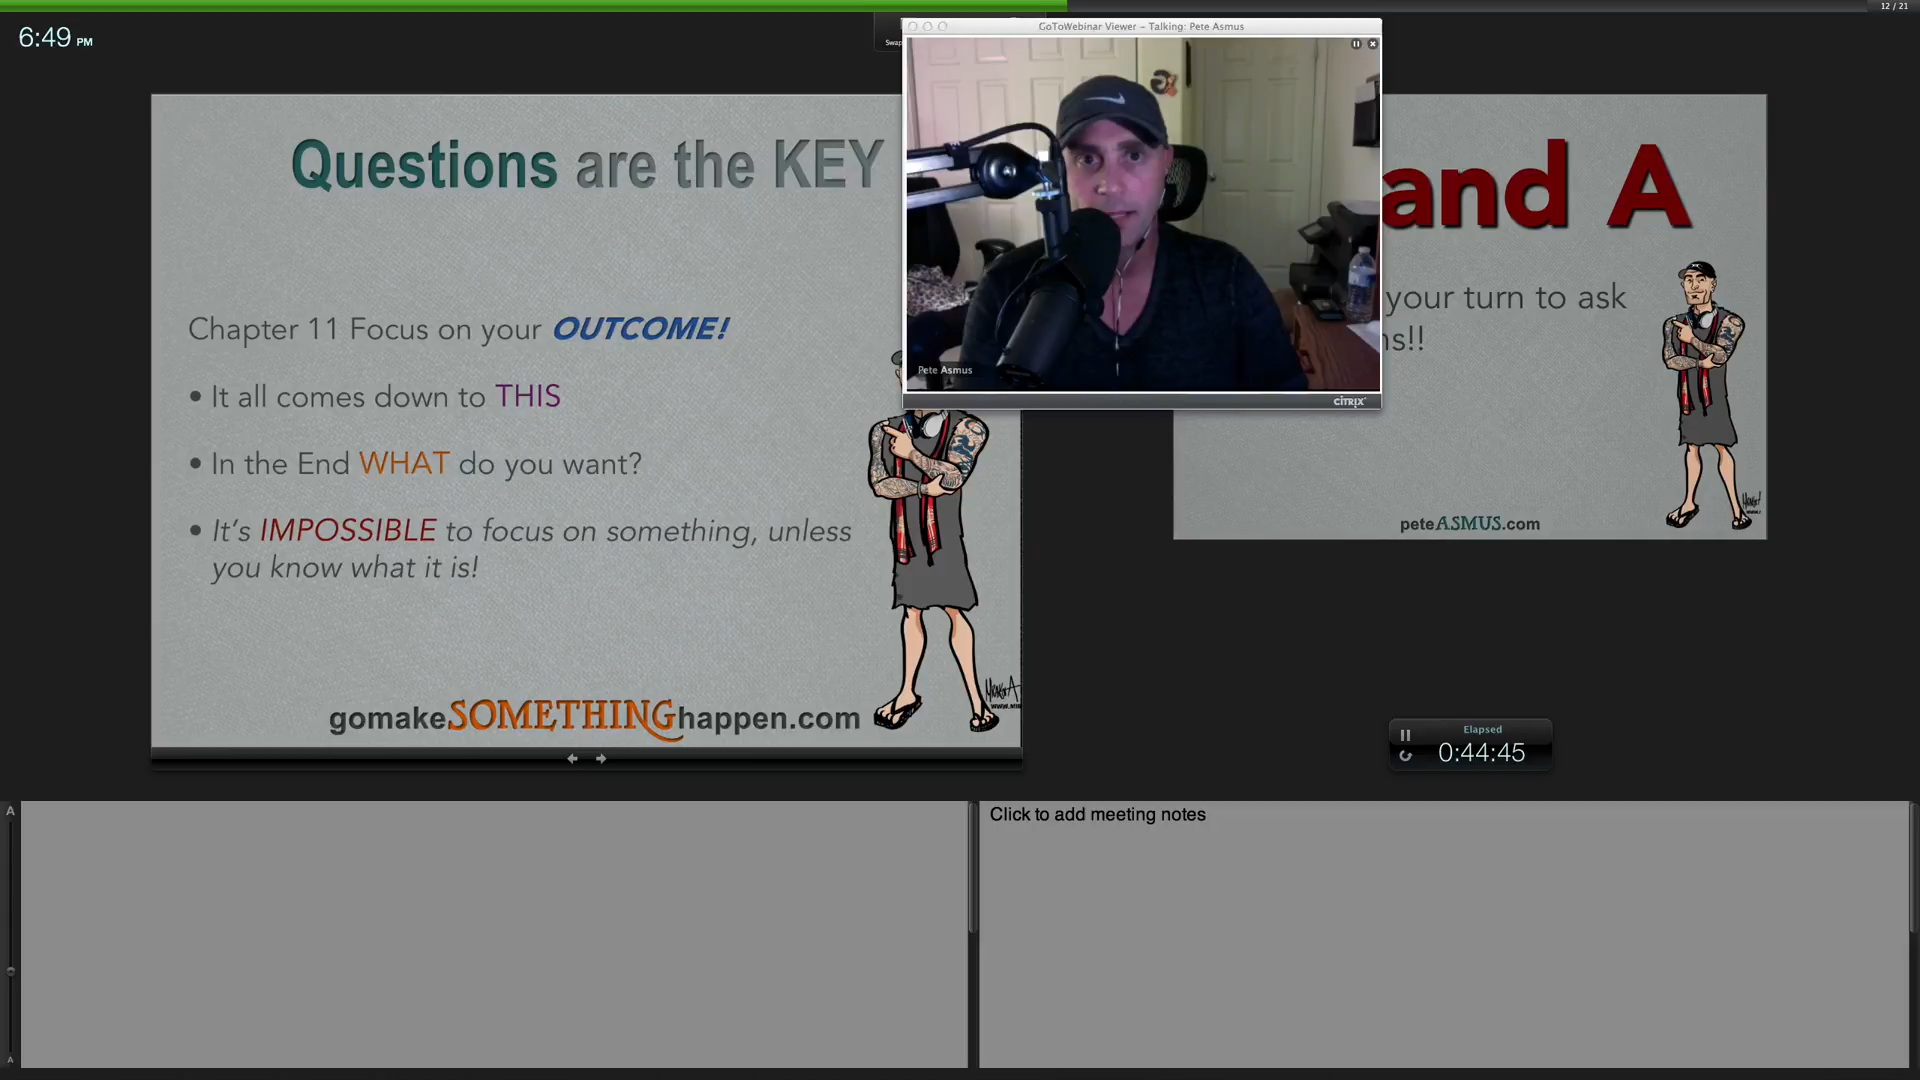 12 / 21
6:49 PM
Swap
GoToWebinar Viewer – Talking: Pete Asmus
Pete Asmus
CITRIX
Questions are the KEY
Chapter 11 Focus on your OUTCOME!
• It all comes down to THIS
• In the End WHAT do you want?
• It's IMPOSSIBLE to focus on something, unless
you know what it is!
gomakeSOMETHINGhappen.com
and A
your turn to ask
ns!!
peteASMUS.com
Elapsed
0:44:45
A
A
Click to add meeting notes